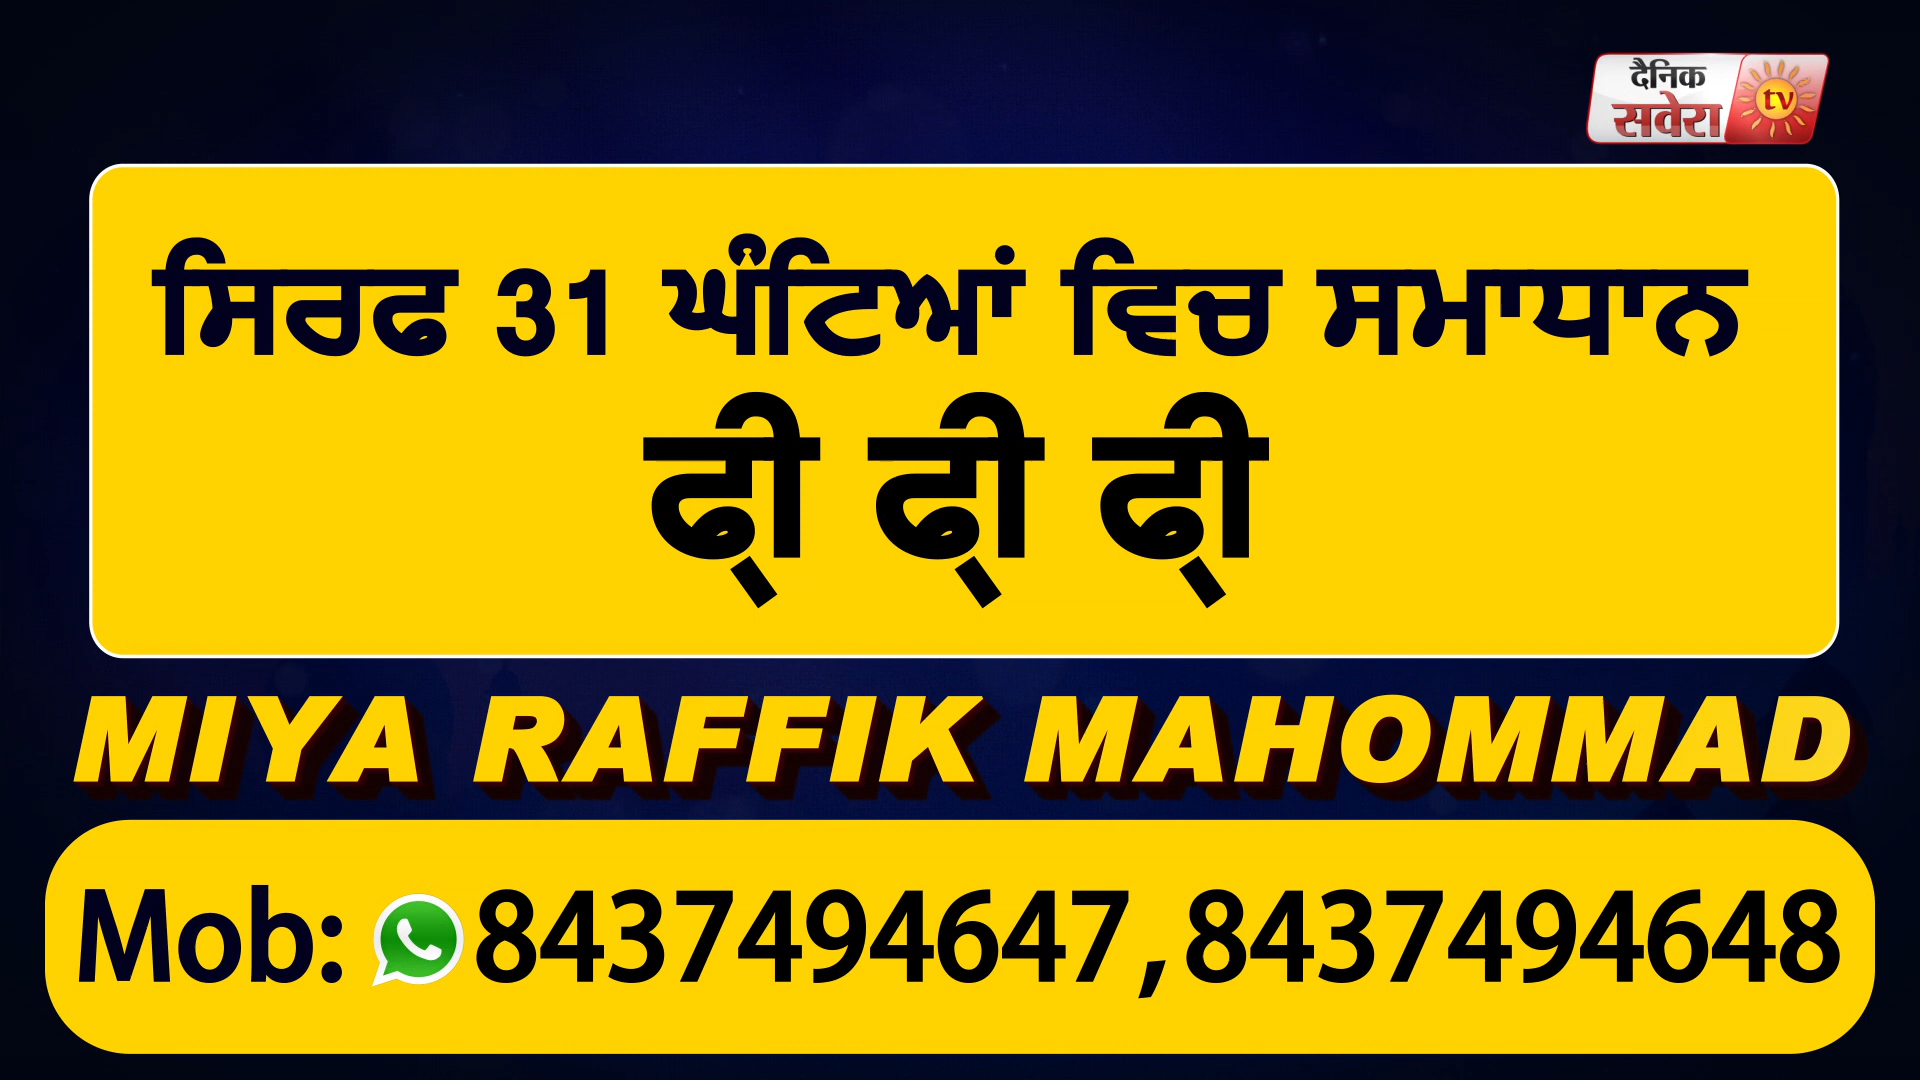 दैनिक
सवेरा tv
ਸਿਰਫ 31 ਘੰਟਿਆਂ ਵਿਚ ਸਮਾਧਾਨ
ਫ੍ਰੀ ਫ੍ਰੀ ਫ੍ਰੀ
MIYA RAFFIK MAHOMMAD
Mob: 8437494647, 8437494648